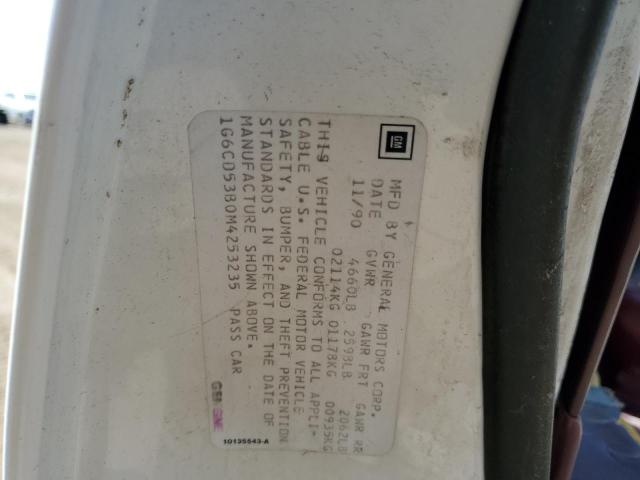 GM
MFD BY GENERAL MOTORS CORP.
DATE GVWR GAWR FRT GAWR RR
11/90 4660LB 2598LB 2062LB
02114KG 01178KG 00935KG
THIS VEHICLE CONFORMS TO ALL APPLI-
CABLE U.S. FEDERAL MOTOR VEHICLE
SAFETY, BUMPER, AND THEFT PREVENTION
STANDARDS IN EFFECT ON THE DATE OF
MANUFACTURE SHOWN ABOVE.
1G6CD53B0M4253235 PASS CAR
10135543-A